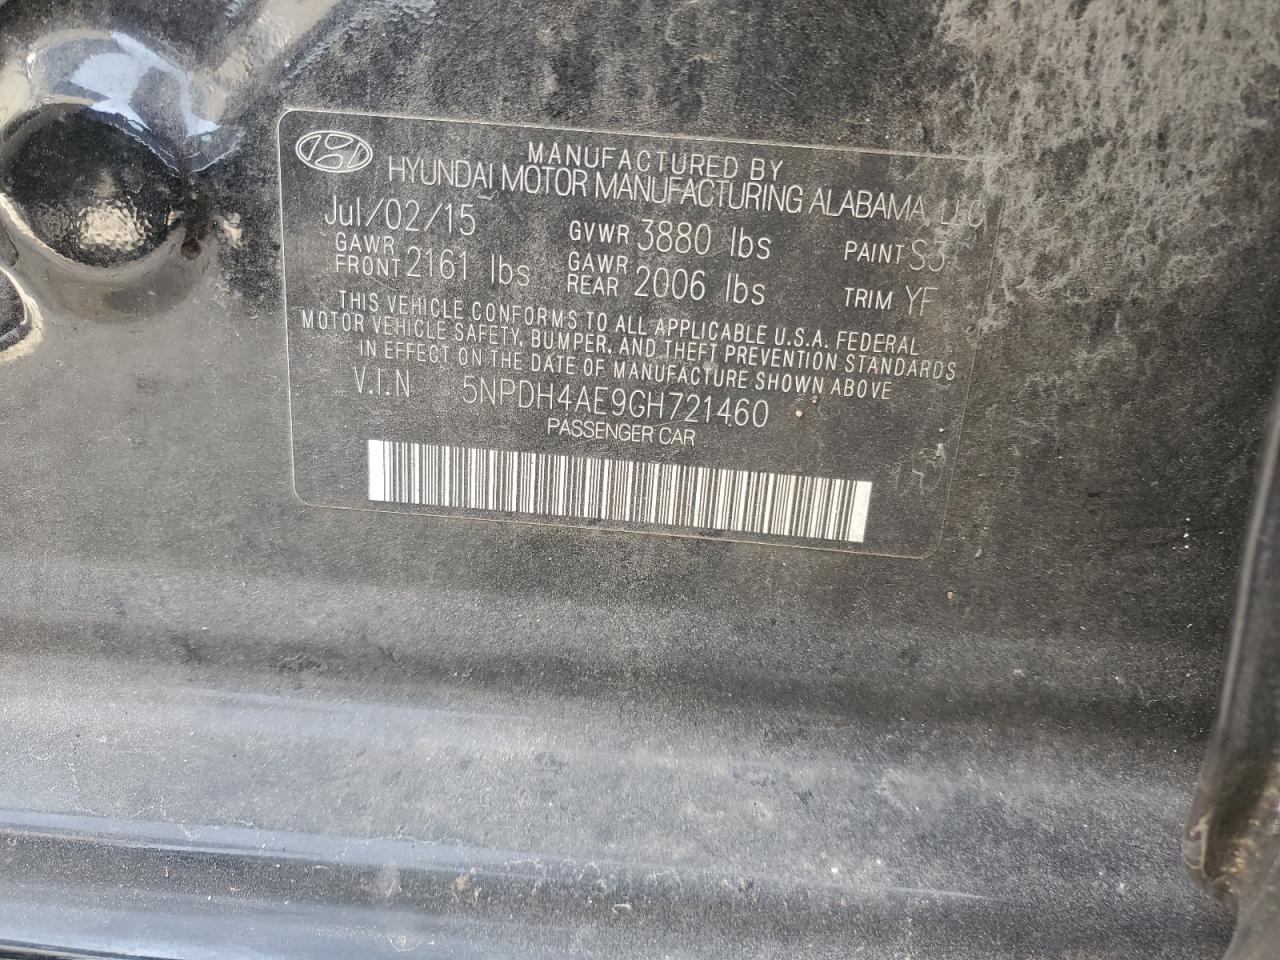 MANUFACTURED BY
HYUNDAI MOTOR MANUFACTURING ALABAMA, LLC
Jul/02/15 GVWR 3880 lbs PAINT S3
GAWR FRONT 2161 lbs GAWR REAR 2006 lbs TRIM YF
THIS VEHICLE CONFORMS TO ALL APPLICABLE U.S.A. FEDERAL
MOTOR VEHICLE SAFETY, BUMPER, AND THEFT PREVENTION STANDARDS
IN EFFECT ON THE DATE OF MANUFACTURE SHOWN ABOVE
V.I.N 5NPDH4AE9GH721460
PASSENGER CAR